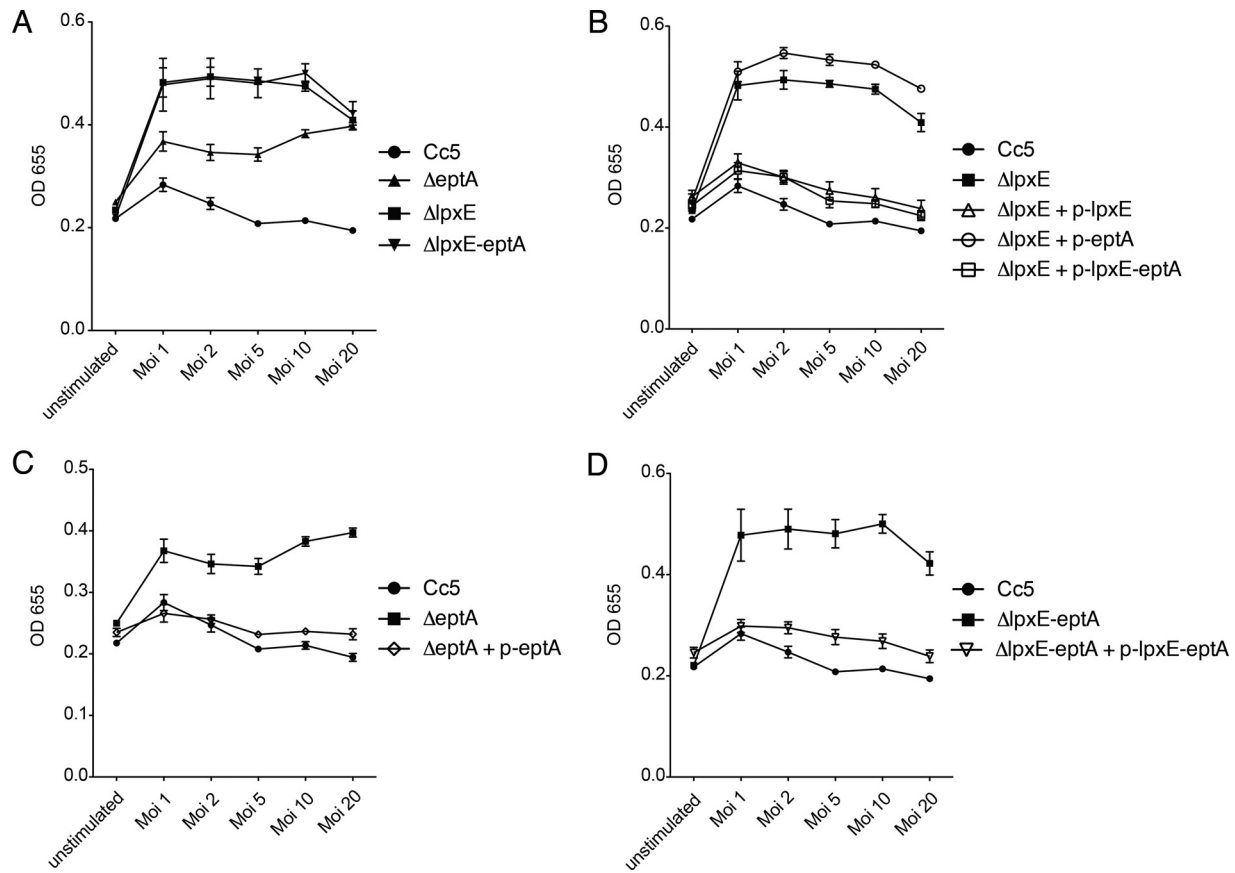 A
0.6
0.4
0.2
0.0
OD 655
unstimulated
Moi 1
Moi 2
Moi 5
Moi 10
Moi 20
Cc5
ΔeptA
ΔlpxE
ΔlpxE-eptA
B
0.6
0.4
0.2
0.0
OD 655
unstimulated
Moi 1
Moi 2
Moi 5
Moi 10
Moi 20
Cc5
ΔlpxE
ΔlpxE + p-lpxE
ΔlpxE + p-eptA
ΔlpxE + p-lpxE-eptA
C
0.5
0.4
0.3
0.2
0.1
0.0
OD 655
unstimulated
Moi 1
Moi 2
Moi 5
Moi 10
Moi 20
Cc5
ΔeptA
ΔeptA + p-eptA
D
0.6
0.4
0.2
0.0
OD 655
unstimulated
Moi 1
Moi 2
Moi 5
Moi 10
Moi 20
Cc5
ΔlpxE-eptA
ΔlpxE-eptA + p-lpxE-eptA